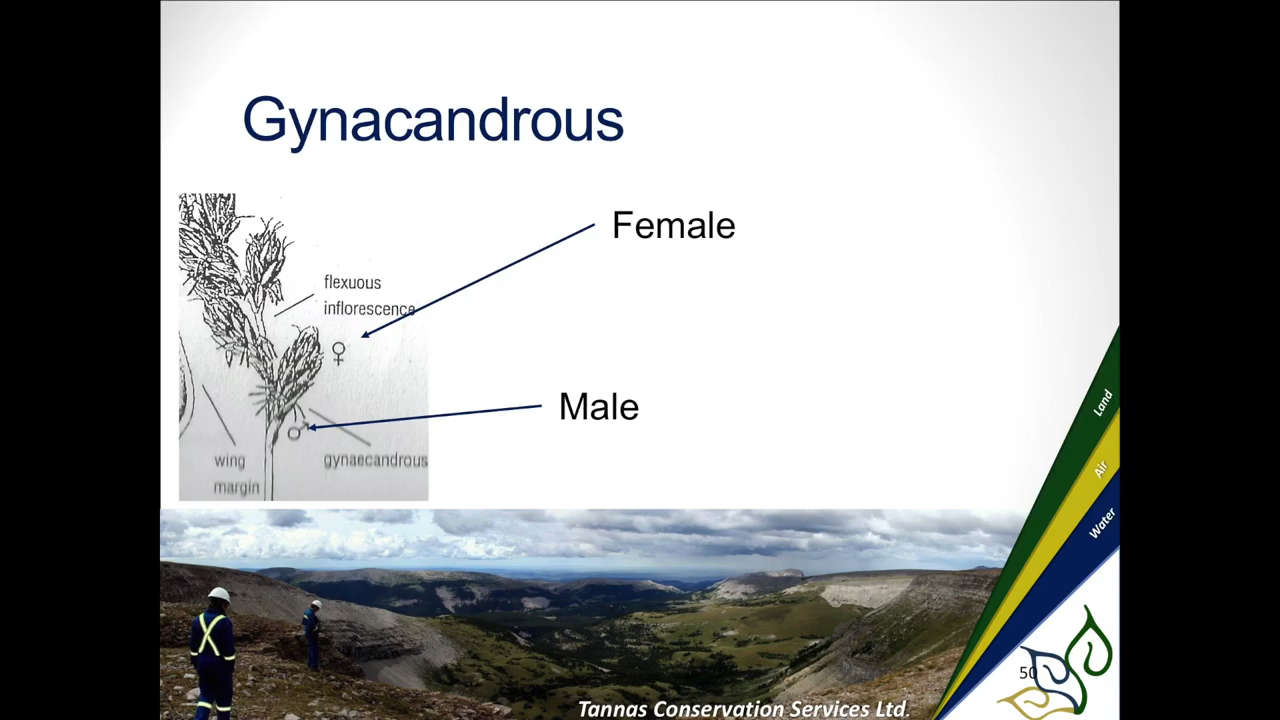 Gynacandrous
Female
flexuous
inflorescence
♀
Male
♂
wing
margin
gynaecandrous
Land
Air
Water
50
Tannas Conservation Services Ltd.